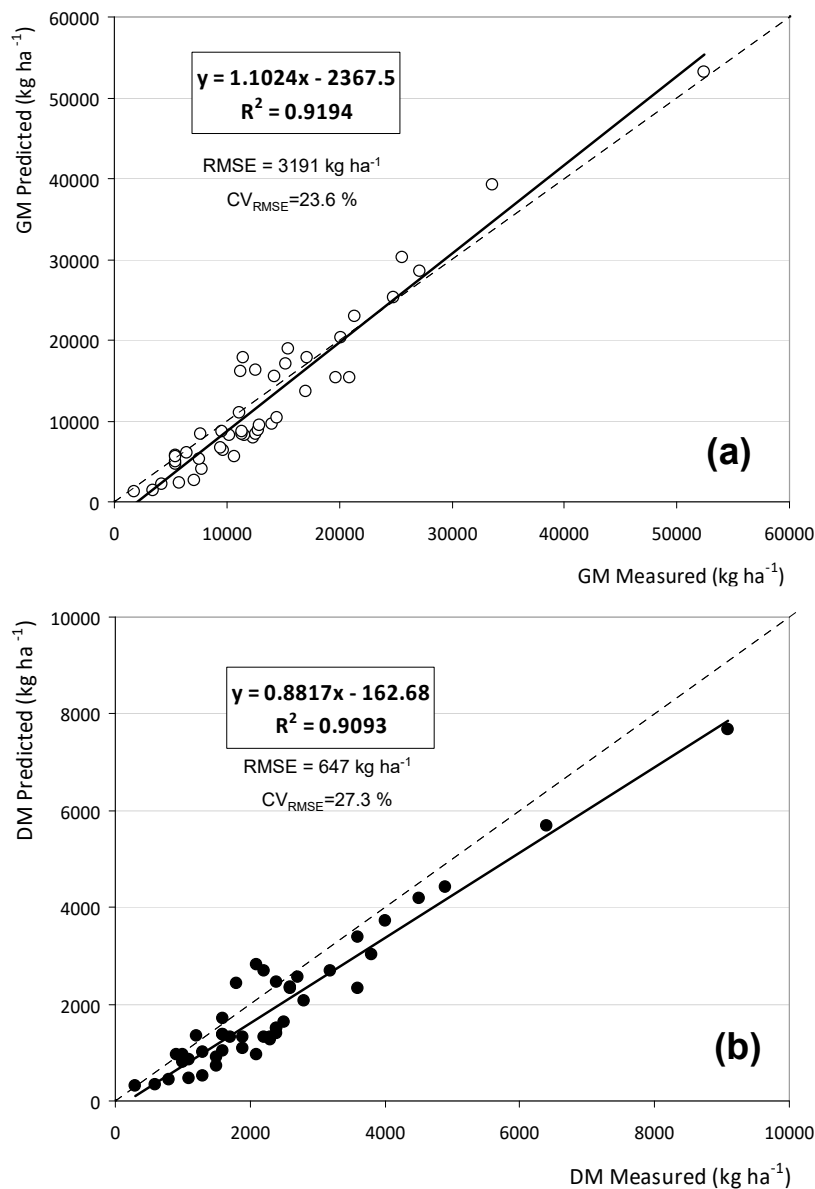 60000
50000
40000
30000
20000
10000
0
GM Predicted (kg ha⁻¹)
y = 1.1024x - 2367.5
R² = 0.9194
RMSE = 3191 kg ha⁻¹
CV_RMSE=23.6 %
(a)
0 10000 20000 30000 40000 50000 60000
GM Measured (kg ha⁻¹)
10000
8000
6000
4000
2000
0
DM Predicted (kg ha⁻¹)
y = 0.8817x - 162.68
R² = 0.9093
RMSE = 647 kg ha⁻¹
CV_RMSE=27.3 %
(b)
0 2000 4000 6000 8000 10000
DM Measured (kg ha⁻¹)